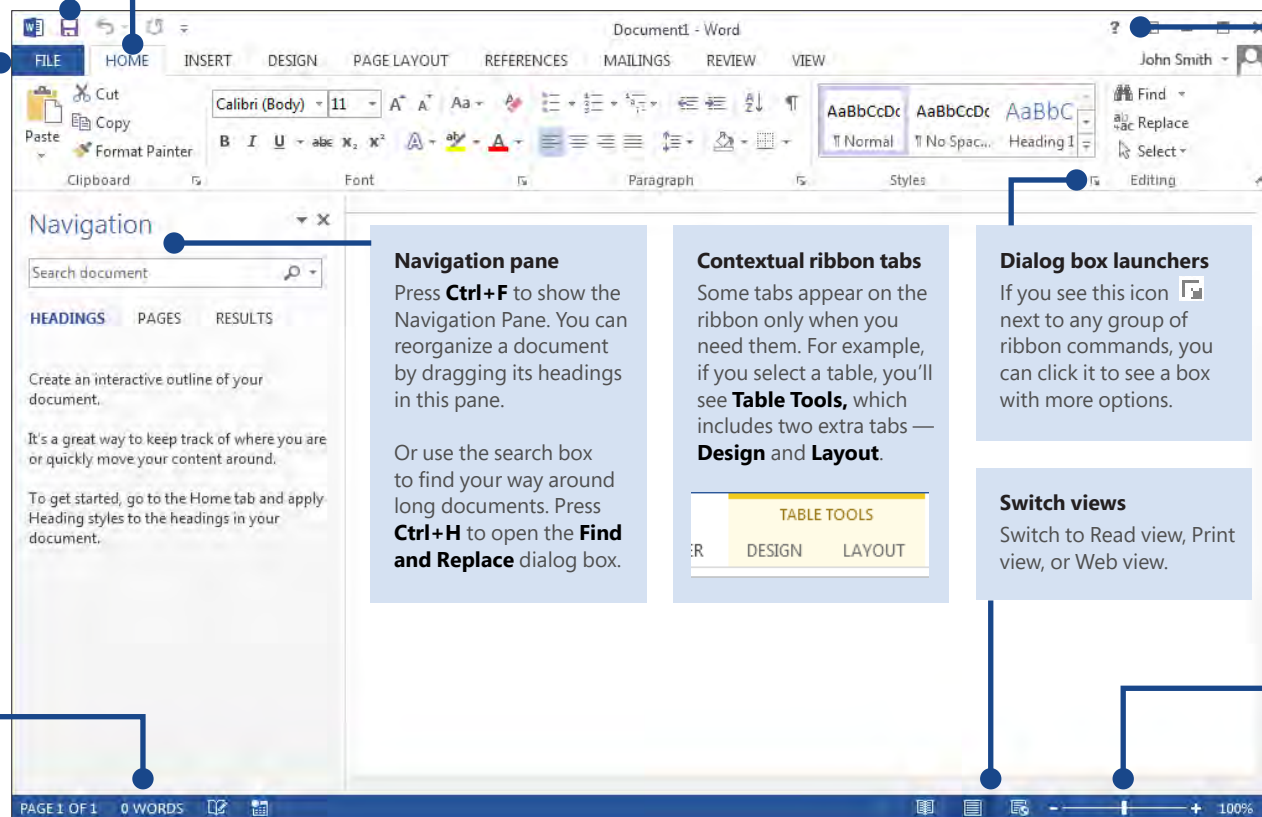 Document1 - Word
?
FILE HOME INSERT DESIGN PAGE LAYOUT REFERENCES MAILINGS REVIEW VIEW
John Smith
Paste
Cut
Copy
Format Painter
Calibri (Body) 11
Aa
B I U abc X₂ X²
AaBbCcDc AaBbCcDc AaBbC
¶ Normal ¶ No Spac... Heading 1
Find
Replace
Select
Clipboard Font Paragraph Styles Editing
Navigation
Search document
HEADINGS PAGES RESULTS
Create an interactive outline of your
document.
It's a great way to keep track of where you are
or quickly move your content around.
To get started, go to the Home tab and apply
Heading styles to the headings in your
document.
Navigation pane
Press Ctrl+F to show the
Navigation Pane. You can
reorganize a document
by dragging its headings
in this pane.
Or use the search box
to find your way around
long documents. Press
Ctrl+H to open the Find
and Replace dialog box.
Contextual ribbon tabs
Some tabs appear on the
ribbon only when you
need them. For example,
if you select a table, you’ll
see Table Tools, which
includes two extra tabs —
Design and Layout.
TABLE TOOLS
ER DESIGN LAYOUT
Dialog box launchers
If you see this icon
next to any group of
ribbon commands, you
can click it to see a box
with more options.
Switch views
Switch to Read view, Print
view, or Web view.
PAGE 1 OF 1 0 WORDS
- + 100%